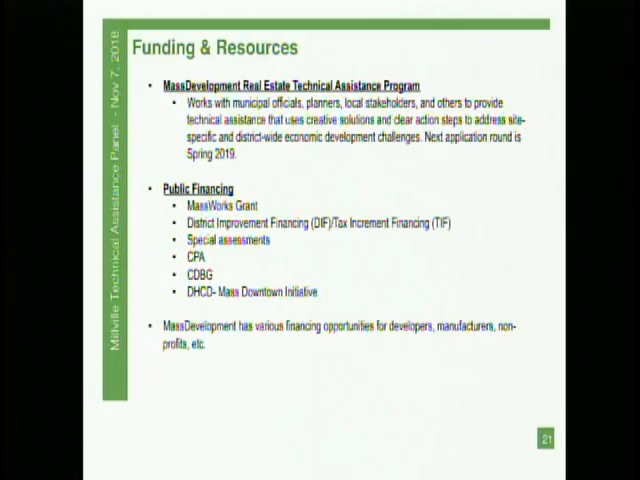 Millville Technical Assistance Panel - Nov 7, 2018
Funding & Resources
• MassDevelopment Real Estate Technical Assistance Program
• Works with municipal officials, planners, local stakeholders, and others to provide
technical assistance that uses creative solutions and clear action steps to address site-
specific and district-wide economic development challenges. Next application round is
Spring 2019.
• Public Financing
• MassWorks Grant
• District Improvement Financing (DIF)/Tax Increment Financing (TIF)
• Special assessments
• CPA
• CDBG
• DHCD- Mass Downtown Initiative
• MassDevelopment has various financing opportunities for developers, manufacturers, non-
profits, etc.
21